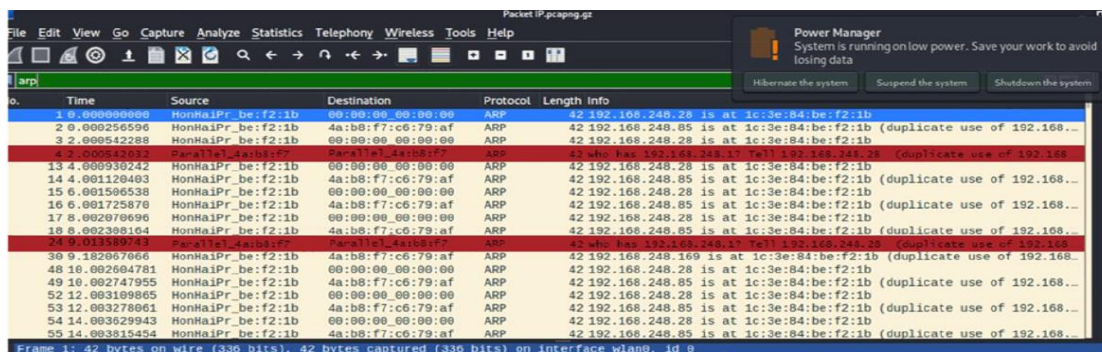 Packet IP.pcapng.gz
File Edit View Go Capture Analyze Statistics Telephony Wireless Tools Help
Power Manager
System is running on low power. Save your work to avoid
losing data
Hibernate the system Suspend the system Shutdown the system
arp
o. Time Source Destination Protocol Length Info
1 0.000000000 HonHaiPr_be:f2:1b 00:00:00_00:00:00 ARP 42 192.168.248.28 is at 1c:3e:84:be:f2:1b
2 0.000256596 HonHaiPr_be:f2:1b 4a:b8:f7:c6:79:af ARP 42 192.168.248.85 is at 1c:3e:84:be:f2:1b (duplicate use of 192.168.…
3 2.000542288 HonHaiPr_be:f2:1b 00:00:00_00:00:00 ARP 42 192.168.248.28 is at 1c:3e:84:be:f2:1b
4 2.000542032 Parallel_4a:b8:f7 Parallel_4a:b8:f7 ARP 42 who has 192.168.248.1? Tell 192.168.248.28 (duplicate use of 192.168
13 4.000930242 HonHaiPr_be:f2:1b 00:00:00_00:00:00 ARP 42 192.168.248.28 is at 1c:3e:84:be:f2:1b
14 4.001120403 HonHaiPr_be:f2:1b 4a:b8:f7:c6:79:af ARP 42 192.168.248.85 is at 1c:3e:84:be:f2:1b (duplicate use of 192.168.…
15 6.001506538 HonHaiPr_be:f2:1b 00:00:00_00:00:00 ARP 42 192.168.248.28 is at 1c:3e:84:be:f2:1b
16 6.001725870 HonHaiPr_be:f2:1b 4a:b8:f7:c6:79:af ARP 42 192.168.248.85 is at 1c:3e:84:be:f2:1b (duplicate use of 192.168.…
17 8.002070696 HonHaiPr_be:f2:1b 00:00:00_00:00:00 ARP 42 192.168.248.28 is at 1c:3e:84:be:f2:1b
18 8.002308164 HonHaiPr_be:f2:1b 4a:b8:f7:c6:79:af ARP 42 192.168.248.85 is at 1c:3e:84:be:f2:1b (duplicate use of 192.168.…
24 9.013589743 Parallel_4a:b8:f7 Parallel_4a:b8:f7 ARP 42 who has 192.168.248.1? Tell 192.168.248.28 (duplicate use of 192.168
30 9.182067066 HonHaiPr_be:f2:1b 4a:b8:f7:c6:79:af ARP 42 192.168.248.169 is at 1c:3e:84:be:f2:1b (duplicate use of 192.168…
48 10.002604781 HonHaiPr_be:f2:1b 00:00:00_00:00:00 ARP 42 192.168.248.28 is at 1c:3e:84:be:f2:1b
49 10.002747955 HonHaiPr_be:f2:1b 4a:b8:f7:c6:79:af ARP 42 192.168.248.85 is at 1c:3e:84:be:f2:1b (duplicate use of 192.168.…
52 12.003109865 HonHaiPr_be:f2:1b 00:00:00_00:00:00 ARP 42 192.168.248.28 is at 1c:3e:84:be:f2:1b
53 12.003278061 HonHaiPr_be:f2:1b 4a:b8:f7:c6:79:af ARP 42 192.168.248.85 is at 1c:3e:84:be:f2:1b (duplicate use of 192.168.…
54 14.003629943 HonHaiPr_be:f2:1b 00:00:00_00:00:00 ARP 42 192.168.248.28 is at 1c:3e:84:be:f2:1b
55 14.003815454 HonHaiPr_be:f2:1b 4a:b8:f7:c6:79:af ARP 42 192.168.248.85 is at 1c:3e:84:be:f2:1b (duplicate use of 192.168.…
Frame 1: 42 bytes on wire (336 bits), 42 bytes captured (336 bits) on interface wlan0, id 0